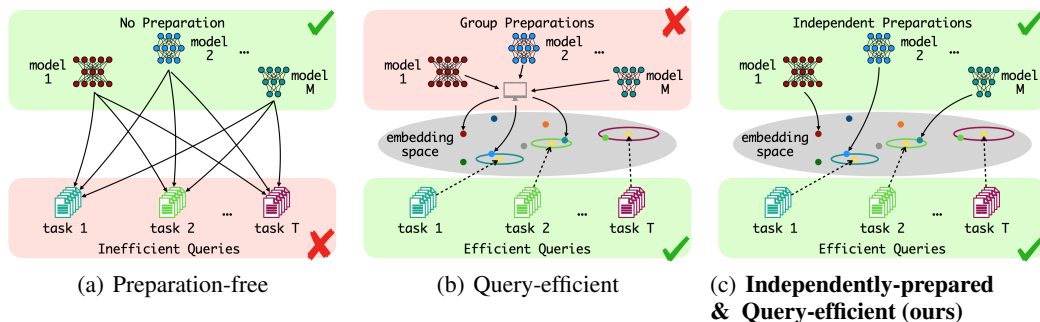 No Preparation
model
1
model
2
...
model
M
task 1
task 2
...
task T
Inefficient Queries
(a) Preparation-free
Group Preparations
model
1
model
2
...
model
M
embedding
space
task 1
task 2
...
task T
Efficient Queries
(b) Query-efficient
Independent Preparations
model
1
model
2
...
model
M
embedding
space
task 1
task 2
...
task T
Efficient Queries
(c) Independently-prepared
& Query-efficient (ours)